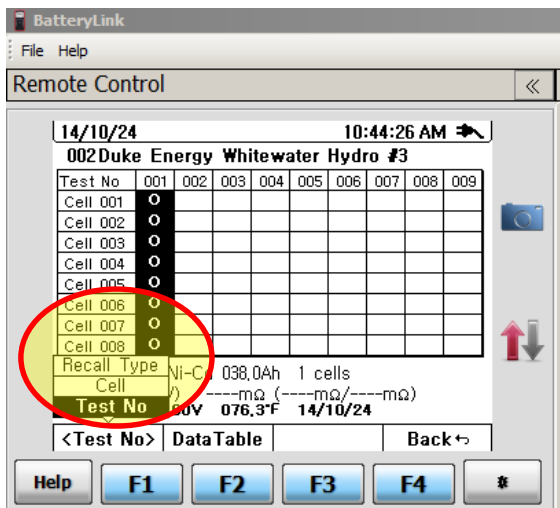 BatteryLink
File Help
Remote Control
14/10/24 10:44:26 AM
002 Duke Energy Whitewater Hydro #3
Test No 001 002 003 004 005 006 007 008 009
Cell 001 O
Cell 002 O
Cell 003 O
Cell 004 O
Cell 005 O
Cell 006 O
Cell 007 O
Cell 008 O
Recall Type
Cell
Test No
Ni-Cd 038,0Ah 1 cells
) ----mΩ (----mΩ/----mΩ)
076,3°F 14/10/24
<Test No> DataTable Back
Help F1 F2 F3 F4